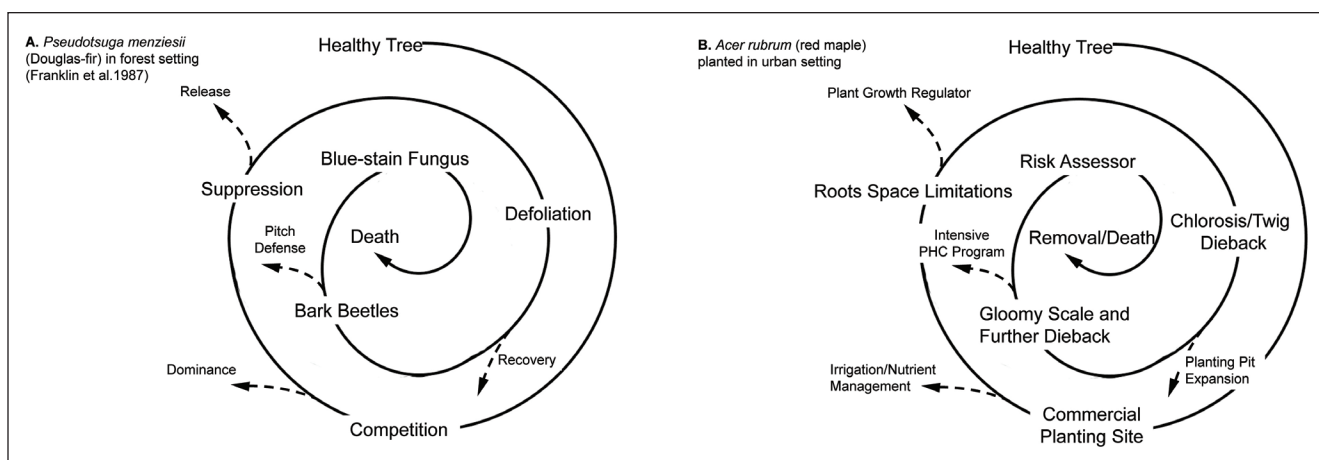 A. Pseudotsuga menziesii
(Douglas-fir) in forest setting
(Franklin et al.1987)
Healthy Tree
Release
Blue-stain Fungus
Suppression
Defoliation
Pitch
Defense
Death
Bark Beetles
Recovery
Dominance
Competition
B. Acer rubrum (red maple)
planted in urban setting
Healthy Tree
Plant Growth Regulator
Risk Assessor
Roots Space Limitations
Chlorosis/Twig
Dieback
Intensive
PHC Program
Removal/Death
Gloomy Scale and
Further Dieback
Planting Pit
Expansion
Irrigation/Nutrient
Management
Commercial
Planting Site